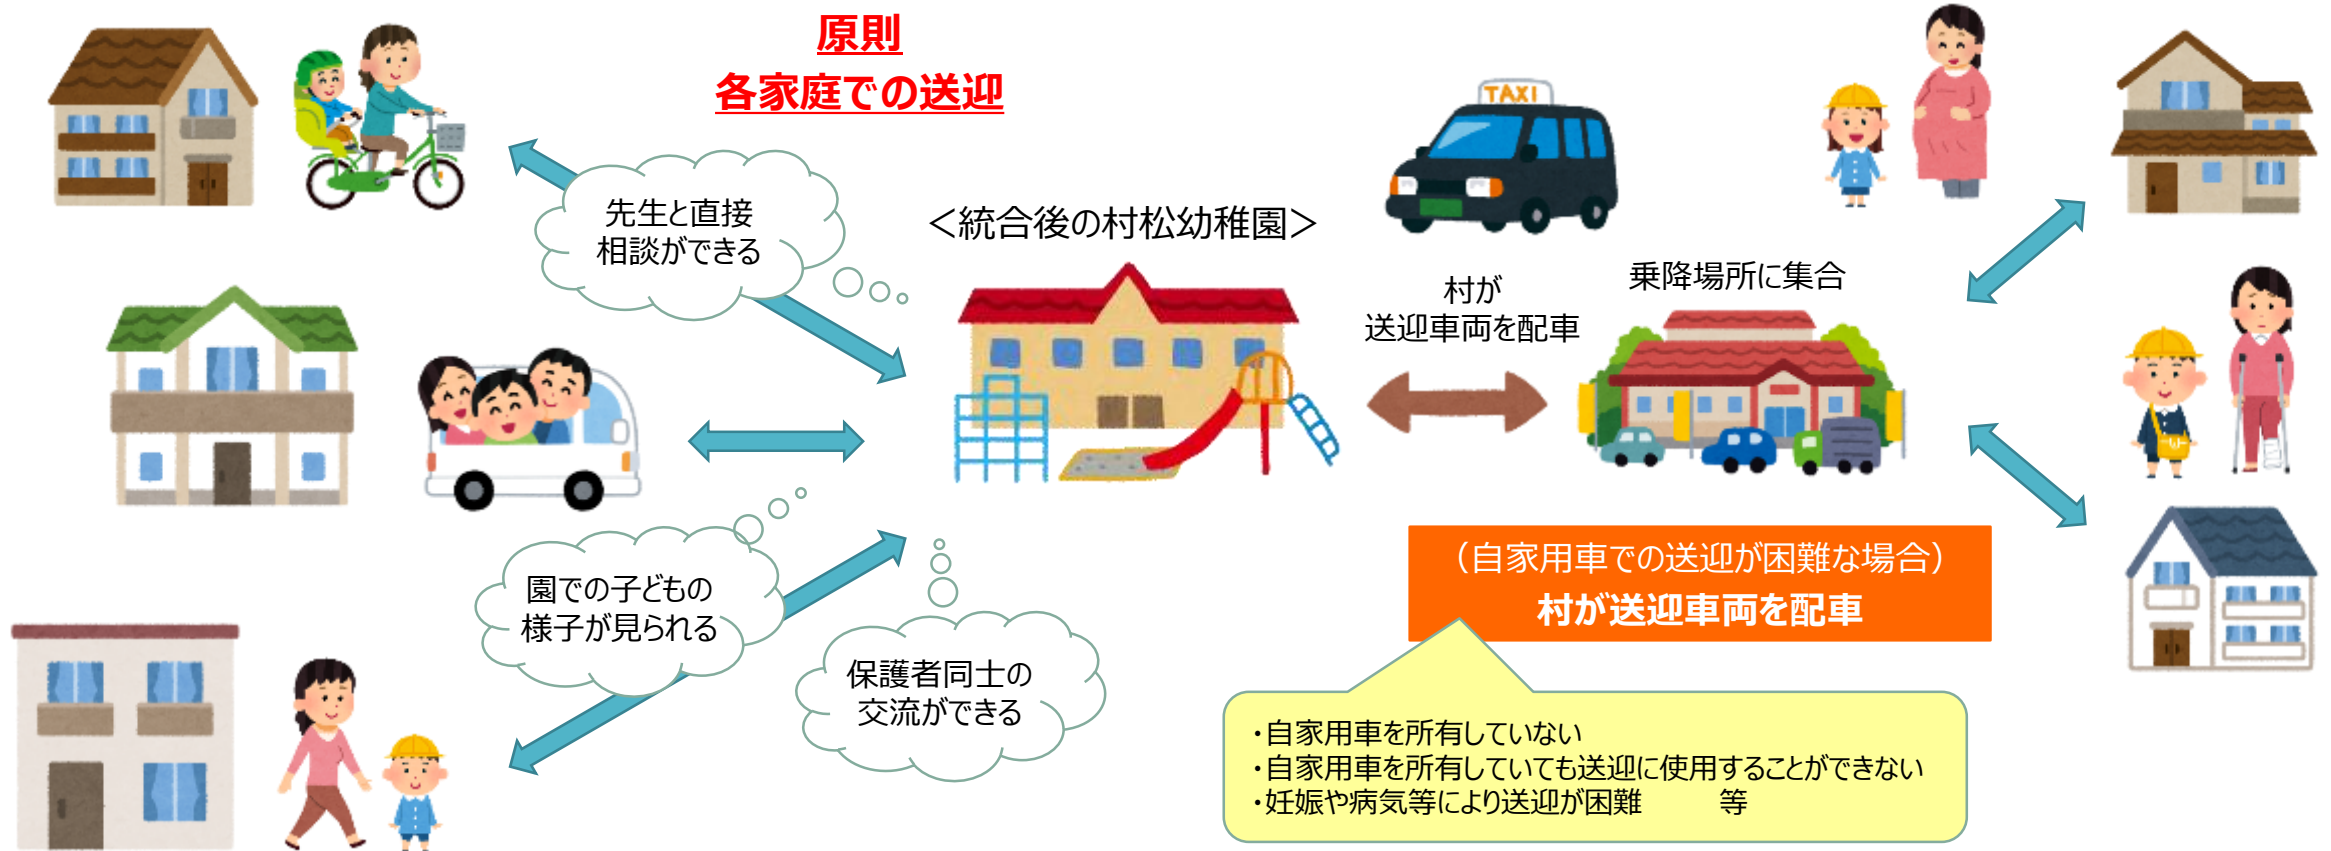 原則
各家庭での送迎
TAXI
先生と直接
相談ができる
＜統合後の村松幼稚園＞
乗降場所に集合
村が
送迎車両を配車
園での子どもの
様子が見られる
保護者同士の
交流ができる
（自家用車での送迎が困難な場合）
村が送迎車両を配車
・自家用車を所有していない
・自家用車を所有していても送迎に使用することができない
・妊娠や病気等により送迎が困難　　等